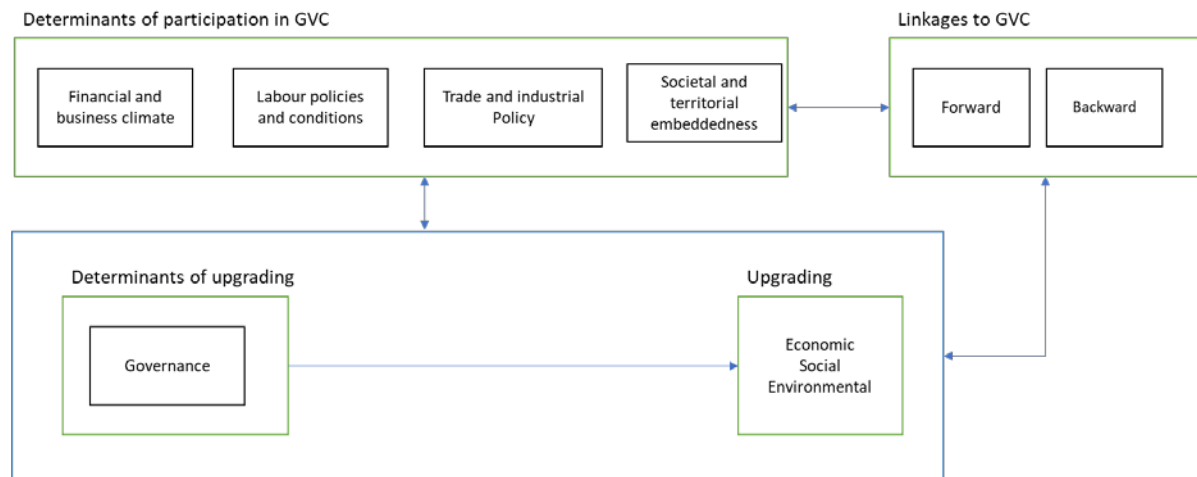 Determinants of participation in GVC
Linkages to GVC
Financial and
business climate
Labour policies
and conditions
Trade and industrial
Policy
Societal and
territorial
embeddedness
Forward
Backward
Determinants of upgrading
Upgrading
Governance
Economic
Social
Environmental